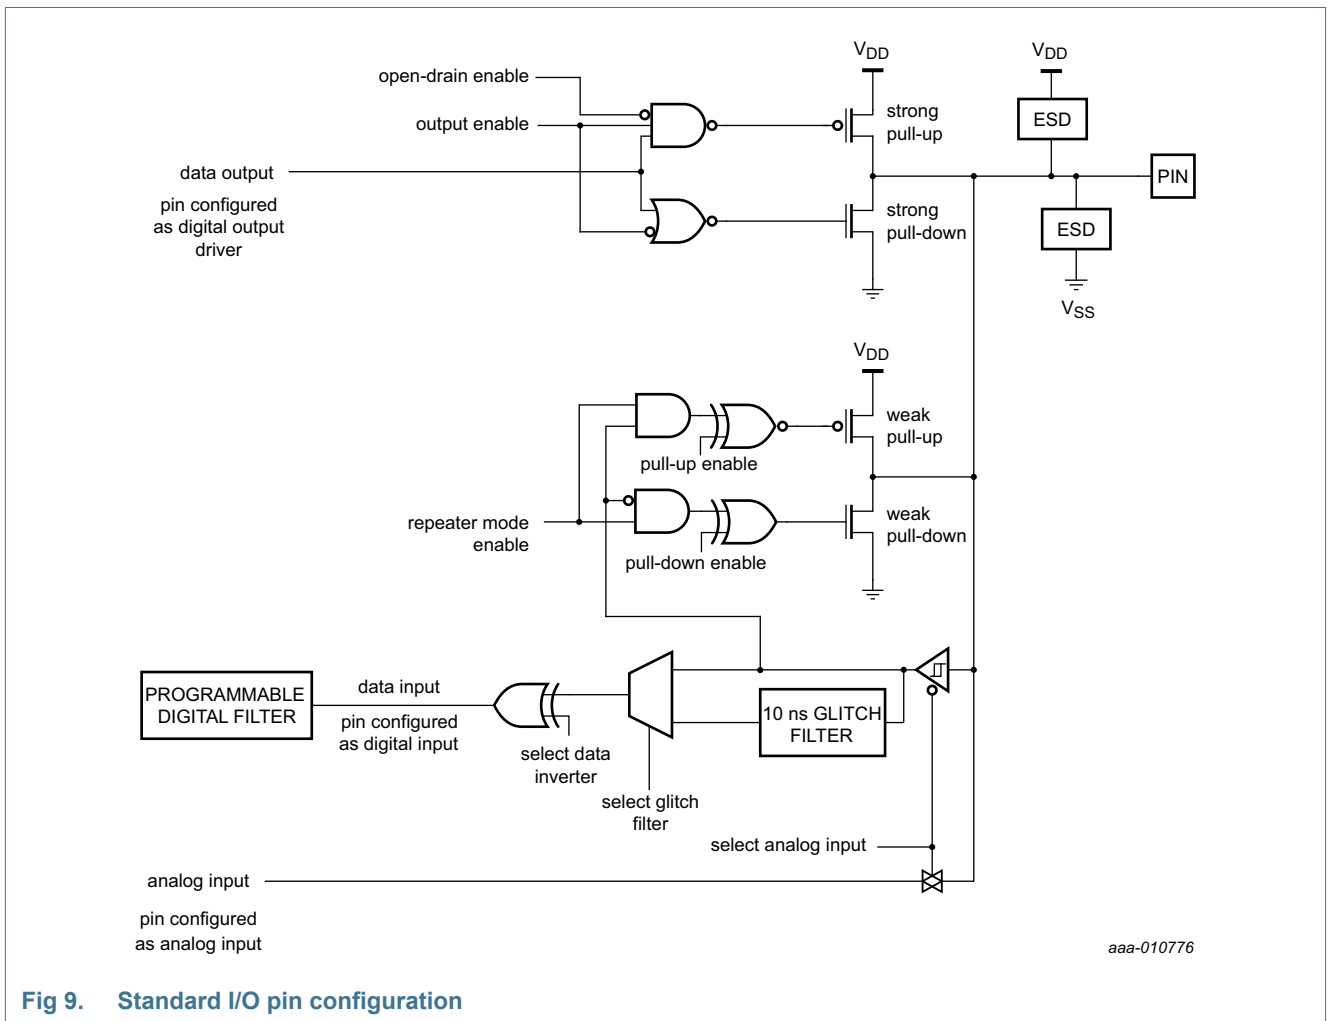 VDD
VDD
open-drain enable
strong
pull-up
ESD
output enable
data output
PIN
pin configured
as digital output
driver
strong
pull-down
ESD
VSS
VDD
weak
pull-up
pull-up enable
repeater mode
enable
weak
pull-down
pull-down enable
PROGRAMMABLE
DIGITAL FILTER
data input
pin configured
as digital input
10 ns GLITCH
FILTER
select data
inverter
select glitch
filter
select analog input
analog input
pin configured
as analog input
aaa-010776
Fig 9. Standard I/O pin configuration